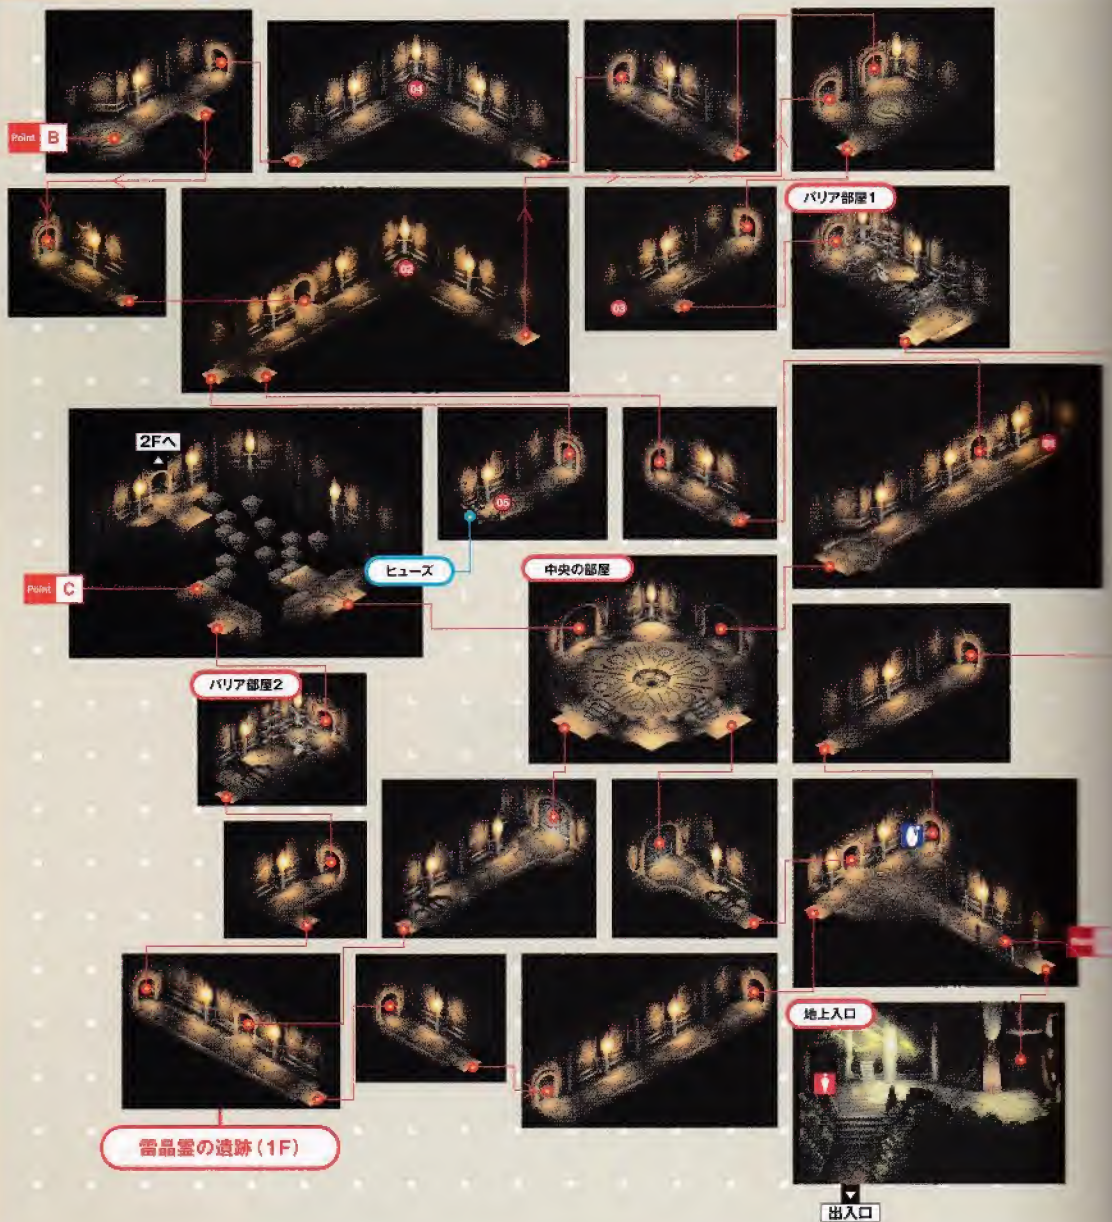 04
Point B
バリア部屋1
02
03
2Fへ
05
ヒューズ
中央の部屋
Point C
バリア部屋2
地上入口
雷晶霊の遺跡(1F)
出入口